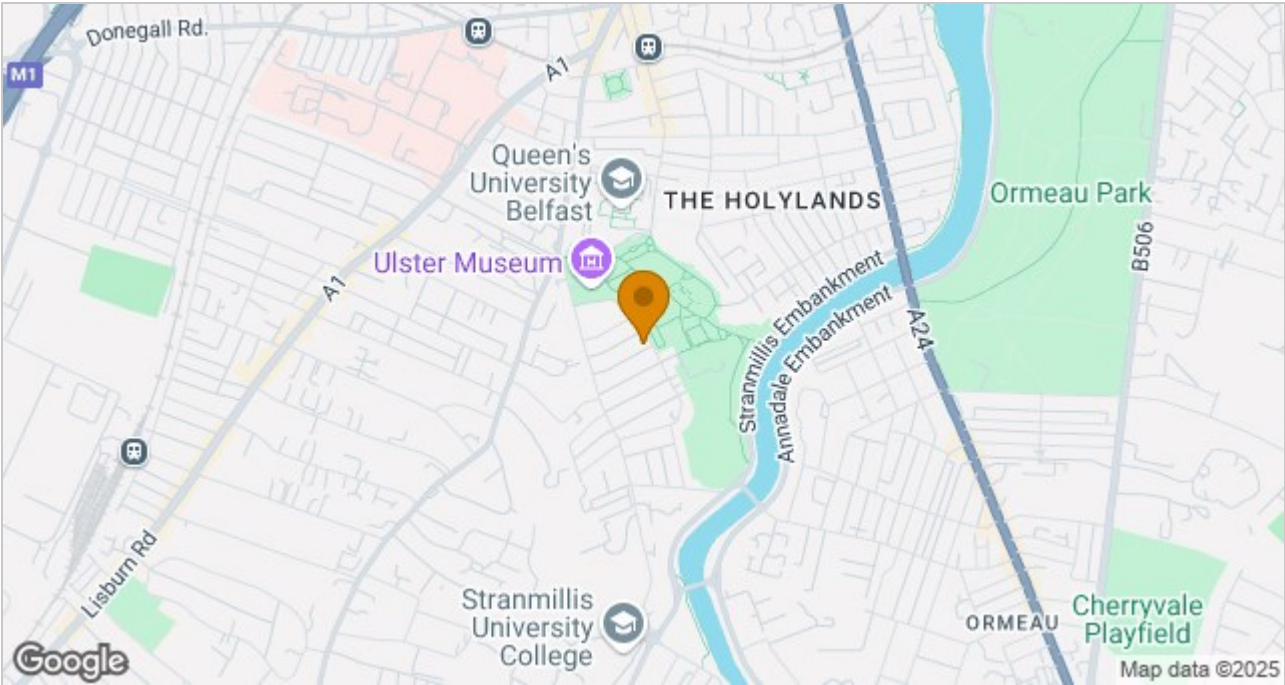 Donegall Rd.
M1
A1
Queen's
University
Belfast
THE HOLYLANDS
Ormeau Park
B506
Ulster Museum
A1
Stranmillis Embankment
Annadale Embankment
A24
Lisburn Rd
Stranmillis
University
College
ORMEAU
Cherryvale
Playfield
Google
Map data ©2025